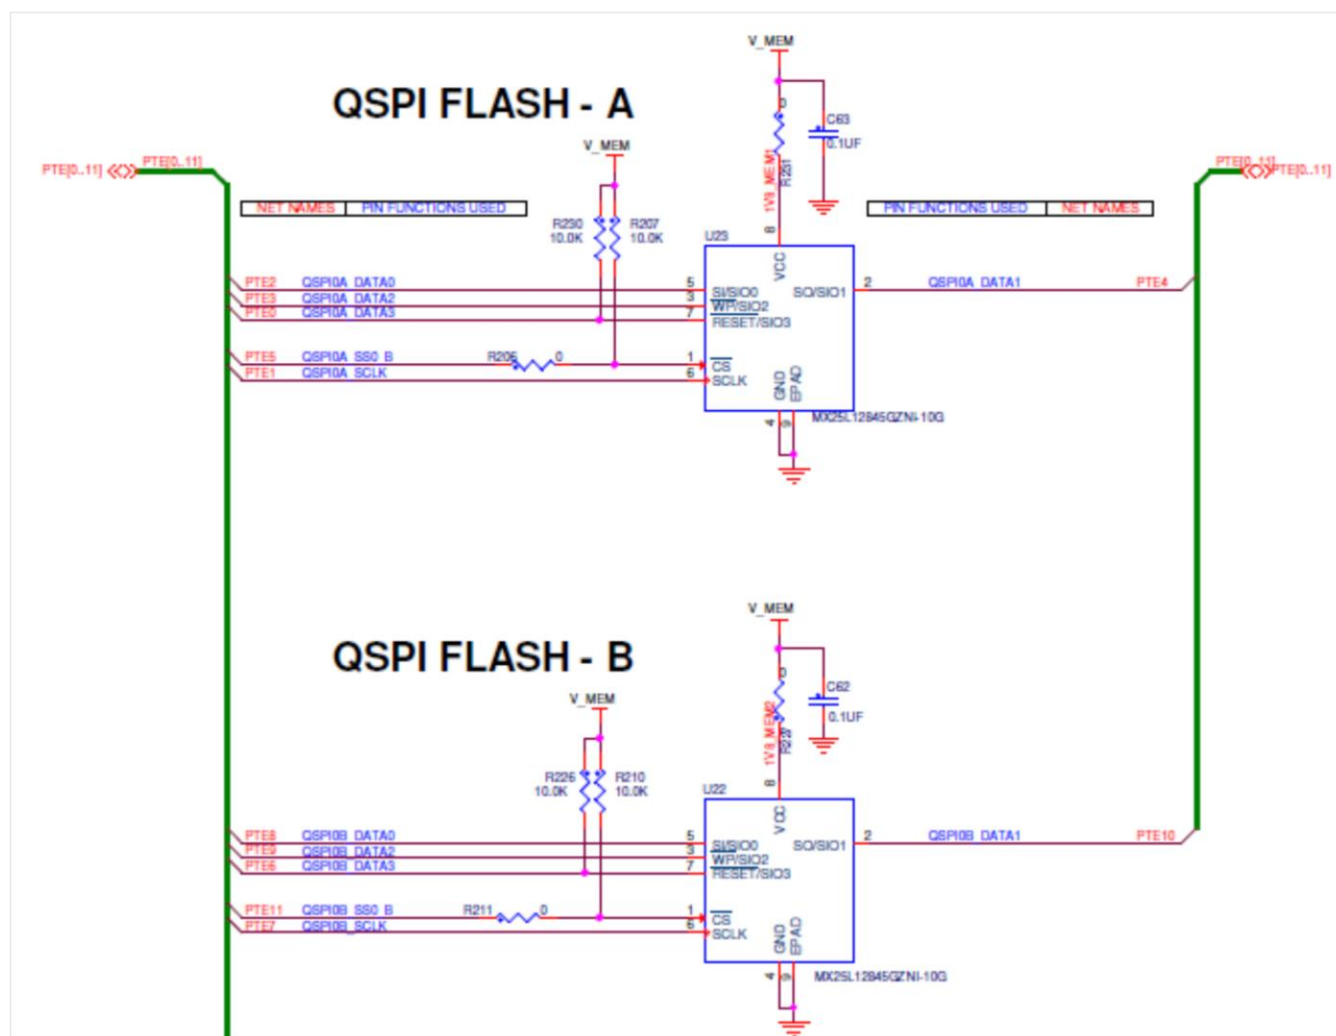 V_MEM
QSPI FLASH - A
0
C63
0.1UF
V_MEM
PTE[0..11] PTE[0..11]
PTE[0..11] PTE[0..11]
1V8_MEM1
R231
NET NAMES PIN FUNCTIONS USED
PIN FUNCTIONS USED NET NAMES
R230 R207
10.0K 10.0K
8
U23
VCC
PTE2 QSPI0A_DATA0 5 SI/SIO0 SO/SIO1 2 QSPI0A_DATA1 PTE4
PTE3 QSPI0A_DATA2 3 WP/SIO2
PTE0 QSPI0A_DATA3 7 RESET/SIO3
PTE5 QSPI0A_SS0_B R206 0 1 CS
PTE1 QSPI0A_SCLK 6 SCLK
GND EPAD
4 9
MX25L12845GZNI-10G
V_MEM
QSPI FLASH - B
0
C62
0.1UF
V_MEM
1V8_MEM2
R226 R210
10.0K 10.0K
8
U22
VCC
PTE8 QSPI0B_DATA0 5 SI/SIO0 SO/SIO1 2 QSPI0B_DATA1 PTE10
PTE9 QSPI0B_DATA2 3 WP/SIO2
PTE6 QSPI0B_DATA3 7 RESET/SIO3
PTE11 QSPI0B_SS0_B R211 0 1 CS
PTE7 QSPI0B_SCLK 6 SCLK
GND EPAD
4 9
MX25L12845GZNI-10G